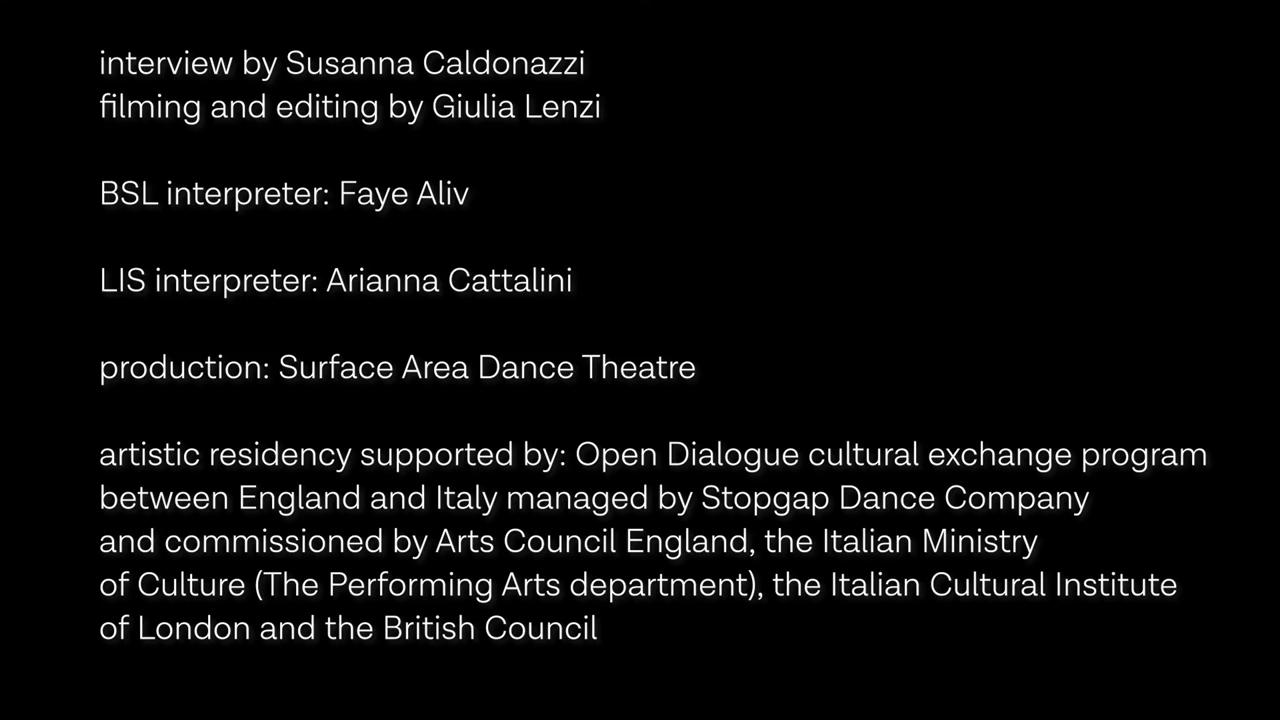 interview by Susanna Caldonazzi
filming and editing by Giulia Lenzi
BSL interpreter: Faye Aliv
LIS interpreter: Arianna Cattalini
production: Surface Area Dance Theatre
artistic residency supported by: Open Dialogue cultural exchange program
between England and Italy managed by Stopgap Dance Company
and commissioned by Arts Council England, the Italian Ministry
of Culture (The Performing Arts department), the Italian Cultural Institute
of London and the British Council